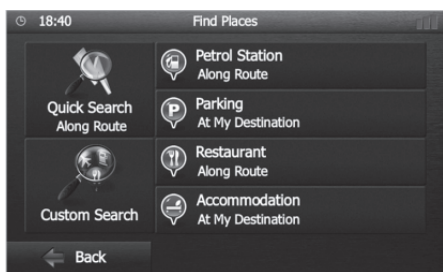 18:40
Find Places
Quick Search
Along Route
Custom Search
Petrol Station
Along Route
P
Parking
At My Destination
Restaurant
Along Route
Accommodation
At My Destination
Back